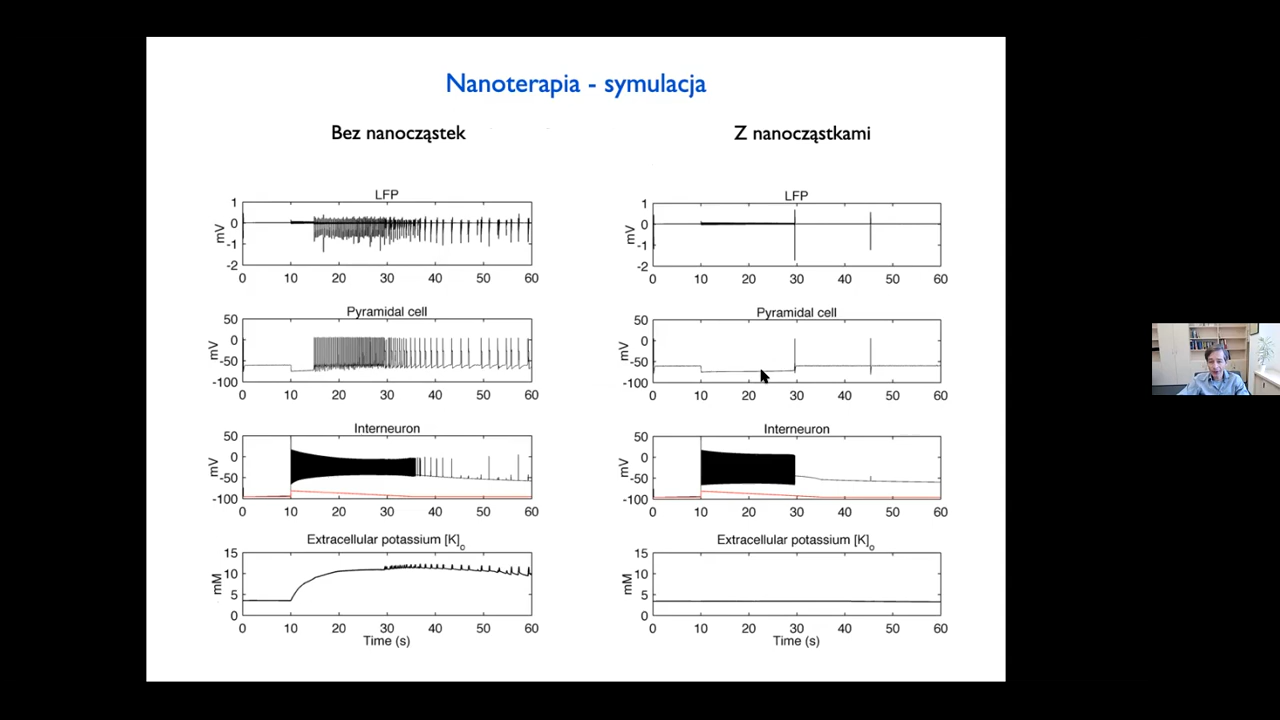 Nanoterapia - symulacja
Bez nanocząstek
Z nanocząstkami
LFP
1
0
-1
-2
mV
0 10 20 30 40 50 60
Pyramidal cell
50
0
-50
-100
mV
0 10 20 30 40 50 60
Interneuron
50
0
-50
-100
mV
0 10 20 30 40 50 60
Extracellular potassium [K]o
15
10
5
0
mM
0 10 20 30 40 50 60
Time (s)
LFP
1
0
-1
-2
mV
0 10 20 30 40 50 60
Pyramidal cell
50
0
-50
-100
mV
0 10 20 30 40 50 60
Interneuron
50
0
-50
-100
mV
0 10 20 30 40 50 60
Extracellular potassium [K]o
15
10
5
0
mM
0 10 20 30 40 50 60
Time (s)